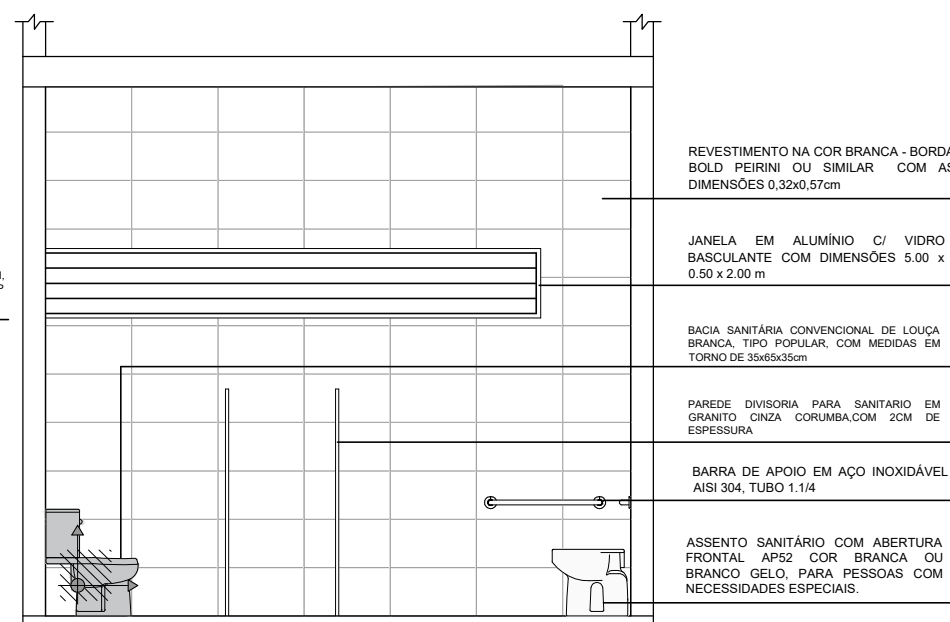 REVESTIMENTO NA COR BRANCA - BORDA
BOLD PEIRINI OU SIMILAR COM AS
DIMENSÕES 0,32x0,57cm
JANELA EM ALUMÍNIO C/ VIDRO
BASCULANTE COM DIMENSÕES 5.00 x
0.50 x 2.00 m
BACIA SANITÁRIA CONVENCIONAL DE LOUÇA
BRANCA, TIPO POPULAR, COM MEDIDAS EM
TORNO DE 35x65x35cm
PAREDE DIVISORIA PARA SANITARIO EM
GRANITO CINZA CORUMBA,COM 2CM DE
ESPESSURA
BARRA DE APOIO EM AÇO INOXIDÁVEL
AISI 304, TUBO 1.1/4
ASSENTO SANITÁRIO COM ABERTURA
FRONTAL AP52 COR BRANCA OU
BRANCO GELO, PARA PESSOAS COM
NECESSIDADES ESPECIAIS.